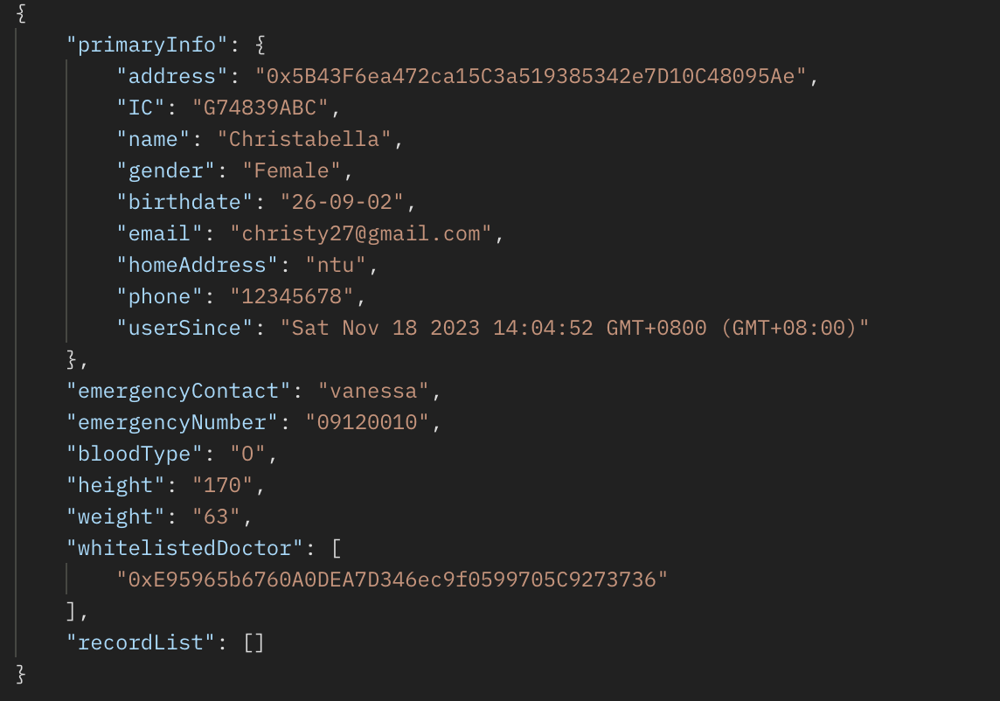 {
"primaryInfo": {
"address": "0x5B43F6ea472ca15C3a519385342e7D10C48095Ae",
"IC": "G74839ABC",
"name": "Christabella",
"gender": "Female",
"birthdate": "26-09-02",
"email": "christy27@gmail.com",
"homeAddress": "ntu",
"phone": "12345678",
"userSince": "Sat Nov 18 2023 14:04:52 GMT+0800 (GMT+08:00)"
},
"emergencyContact": "vanessa",
"emergencyNumber": "09120010",
"bloodType": "O",
"height": "170",
"weight": "63",
"whitelistedDoctor": [
"0xE95965b6760A0DEA7D346ec9f0599705C9273736"
],
"recordList": []
}